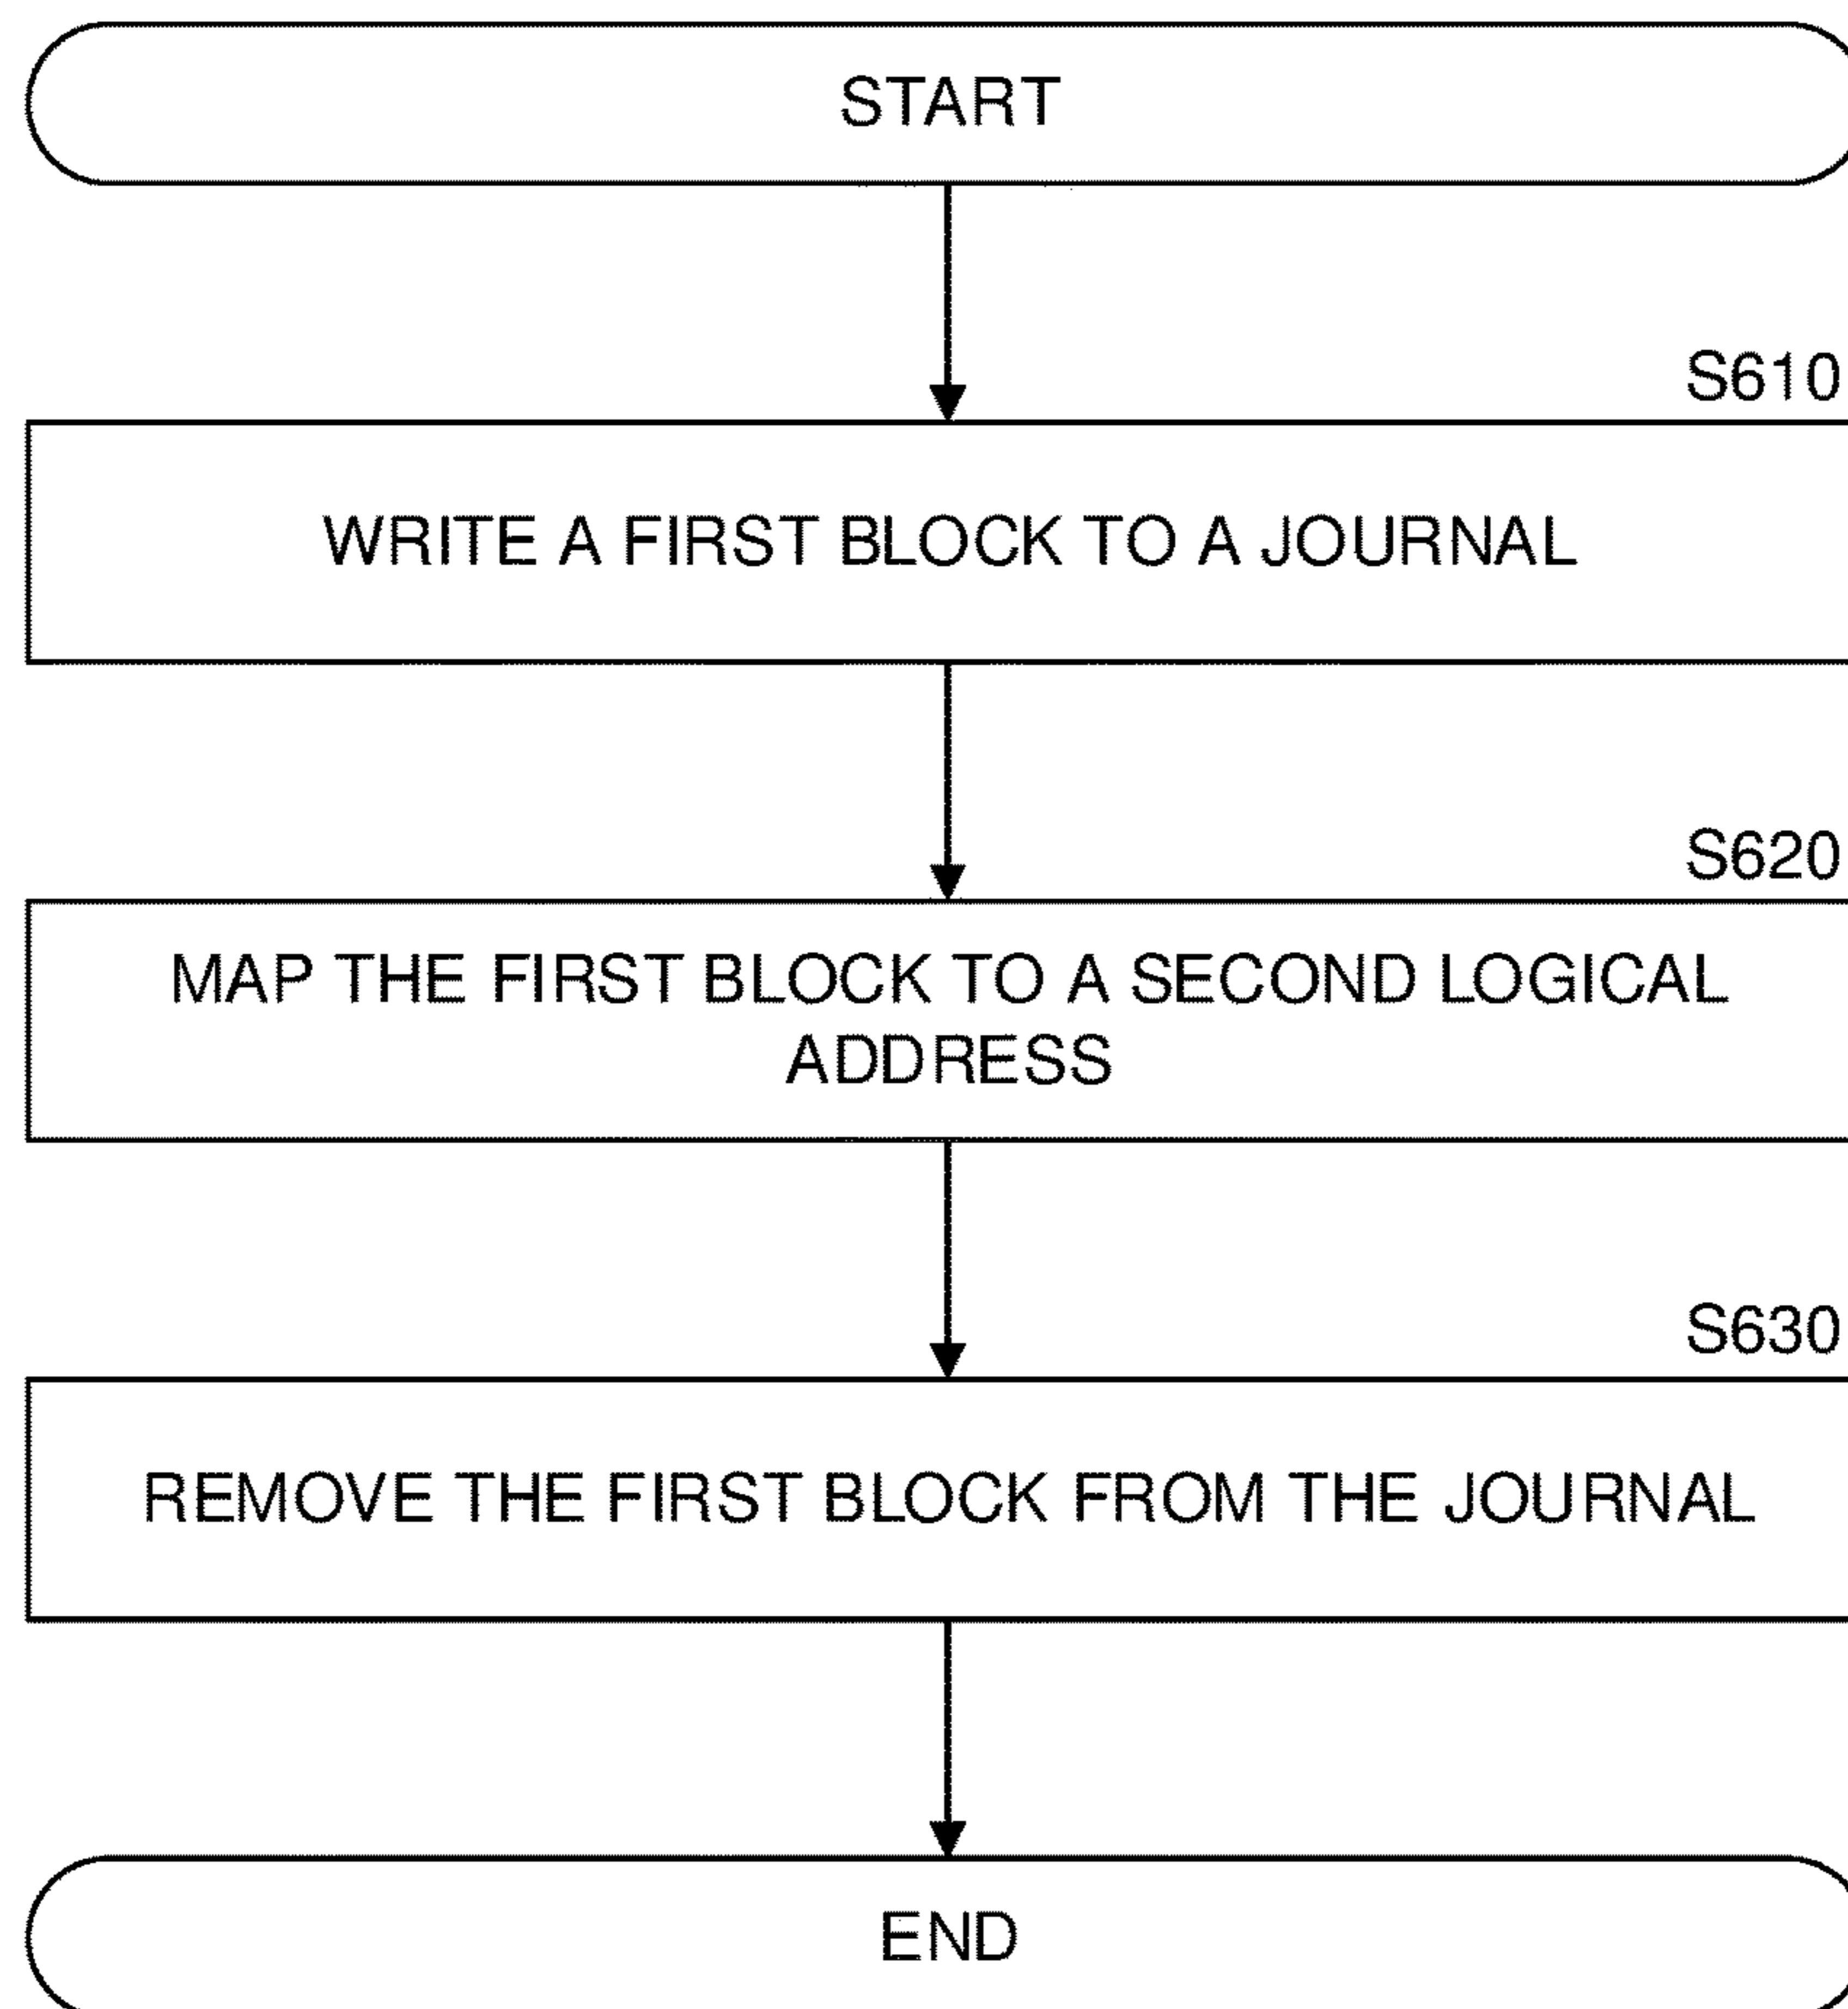 START
S610
WRITE A FIRST BLOCK TO A JOURNAL
S620
MAP THE FIRST BLOCK TO A SECOND LOGICAL
ADDRESS
S630
REMOVE THE FIRST BLOCK FROM THE JOURNAL
END